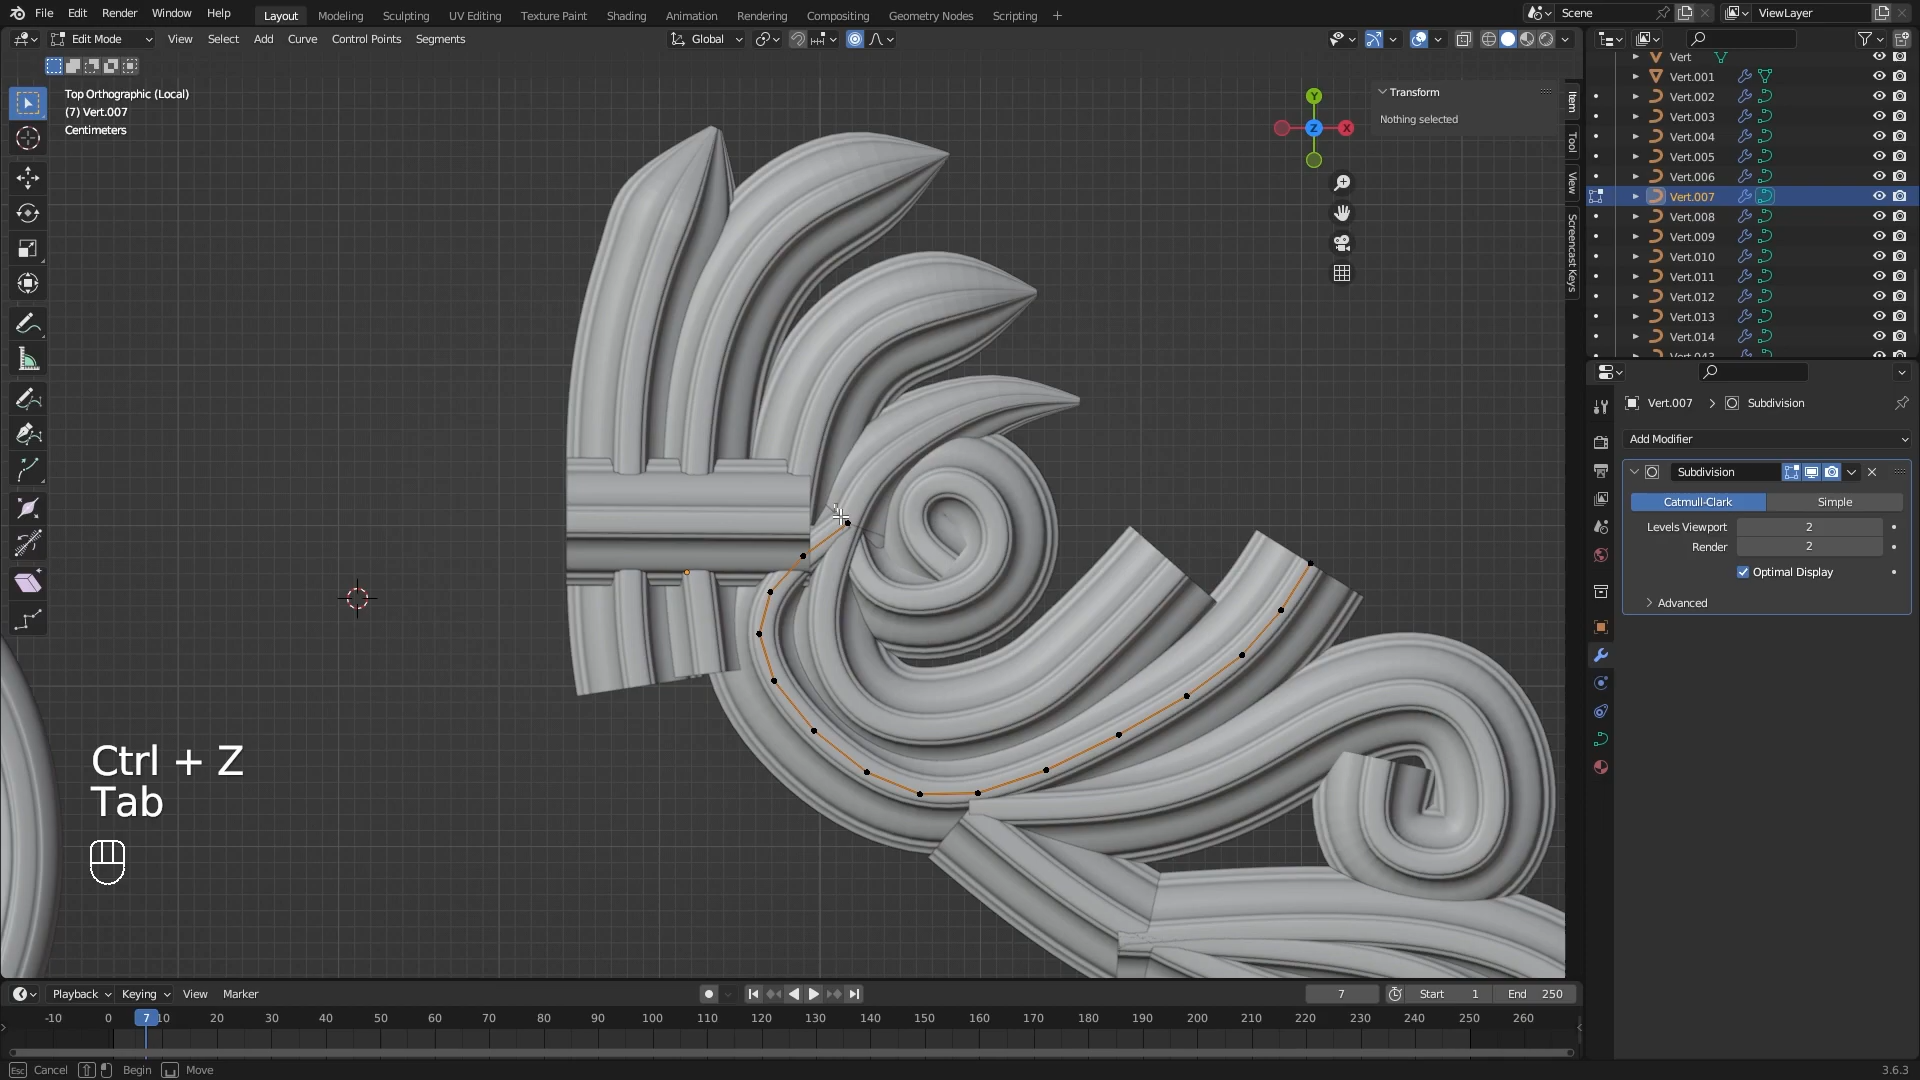 File Edit Render Window Help Layout Modeling Sculpting UV Editing Texture Paint Shading Animation Rendering Compositing Geometry Nodes Scripting + Scene ViewLayer
Edit Mode View Select Add Curve Control Points Segments Global
Top Orthographic (Local)
(7) Vert.007
Centimeters
Y
X
Z
Transform
Nothing selected
Item
Tool
View
Screencast Keys
Vert
Vert.001
Vert.002
Vert.003
Vert.004
Vert.005
Vert.006
Vert.007
Vert.008
Vert.009
Vert.010
Vert.011
Vert.012
Vert.013
Vert.014
Vert.043
Vert.007 > Subdivision
Add Modifier
Subdivision
Catmull-Clark Simple
Levels Viewport 2
Render 2
Optimal Display
Advanced
Ctrl + Z
Tab
Playback Keying View Marker 7 Start 1 End 250
-10 0 7 10 20 30 40 50 60 70 80 90 100 110 120 130 140 150 160 170 180 190 200 210 220 230 240 250 260
Esc Cancel Begin Move 3.6.3